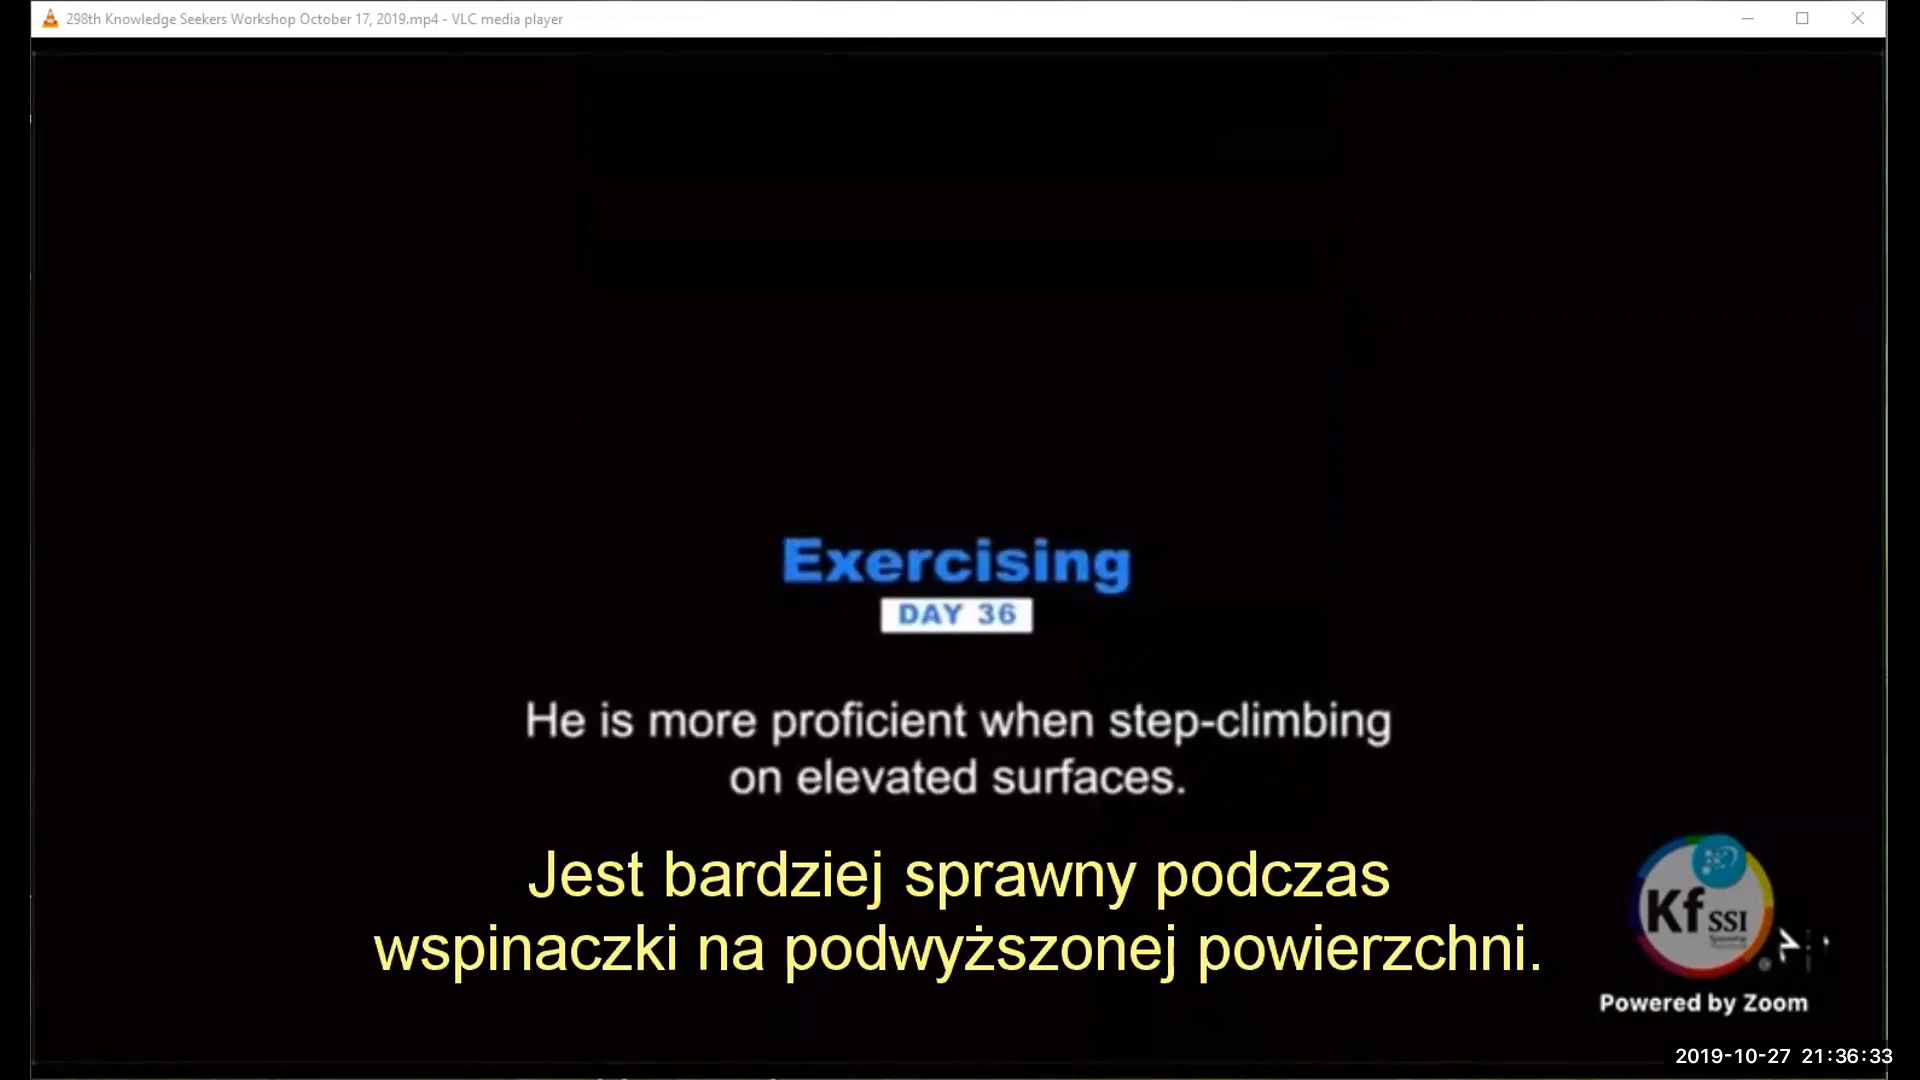 298th Knowledge Seekers Workshop October 17, 2019.mp4 - VLC media player
Exercising
DAY 36
He is more proficient when step-climbing
on elevated surfaces.
Jest bardziej sprawny podczas
wspinaczki na podwyższonej powierzchni.
Kf SSI
Powered by Zoom
2019-10-27 21:36:33